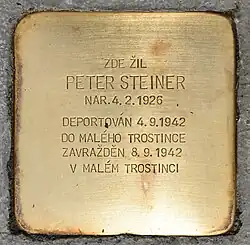 ZDE ŽIL
PETER STEINER
NAR. 4. 2. 1926
DEPORTOVÁN 4. 9. 1942
DO MALÉHO TROSTINCE
ZAVRAŽDĚN 8. 9. 1942
V MALÉM TROSTINCI